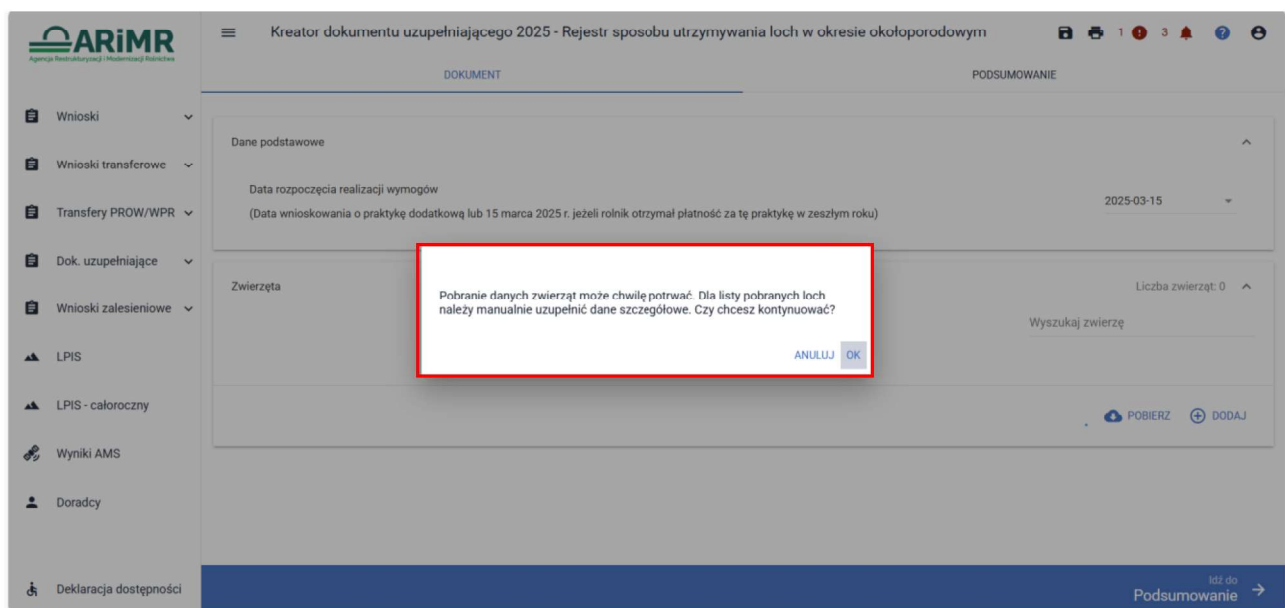 ARiMR
Agencja Restrukturyzacji i Modernizacji Rolnictwa
Kreator dokumentu uzupełniającego 2025 - Rejestr sposobu utrzymywania loch w okresie okołoporodowym
1
3
DOKUMENT
PODSUMOWANIE
Wnioski
Wnioski transferowe
Transfery PROW/WPR
Dok. uzupełniające
Wnioski zalesieniowe
LPIS
LPIS - całoroczny
Wyniki AMS
Doradcy
Deklaracja dostępności
Dane podstawowe
Data rozpoczęcia realizacji wymogów
(Data wnioskowania o praktykę dodatkową lub 15 marca 2025 r. jeżeli rolnik otrzymał płatność za tę praktykę w zeszłym roku)
2025-03-15
Zwierzęta
Liczba zwierząt: 0
Wyszukaj zwierzę
Pobranie danych zwierząt może chwilę potrwać. Dla listy pobranych loch
należy manualnie uzupełnić dane szczegółowe. Czy chcesz kontynuować?
ANULUJ OK
POBIERZ DODAJ
Idź do
Podsumowanie